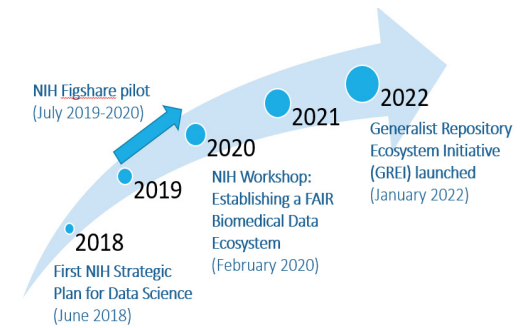 NIH Figshare pilot
(July 2019-2020)
2018
First NIH Strategic
Plan for Data Science
(June 2018)
2019
2020
NIH Workshop:
Establishing a FAIR
Biomedical Data
Ecosystem
(February 2020)
2021
2022
Generalist Repository
Ecosystem Initiative
(GREI) launched
(January 2022)